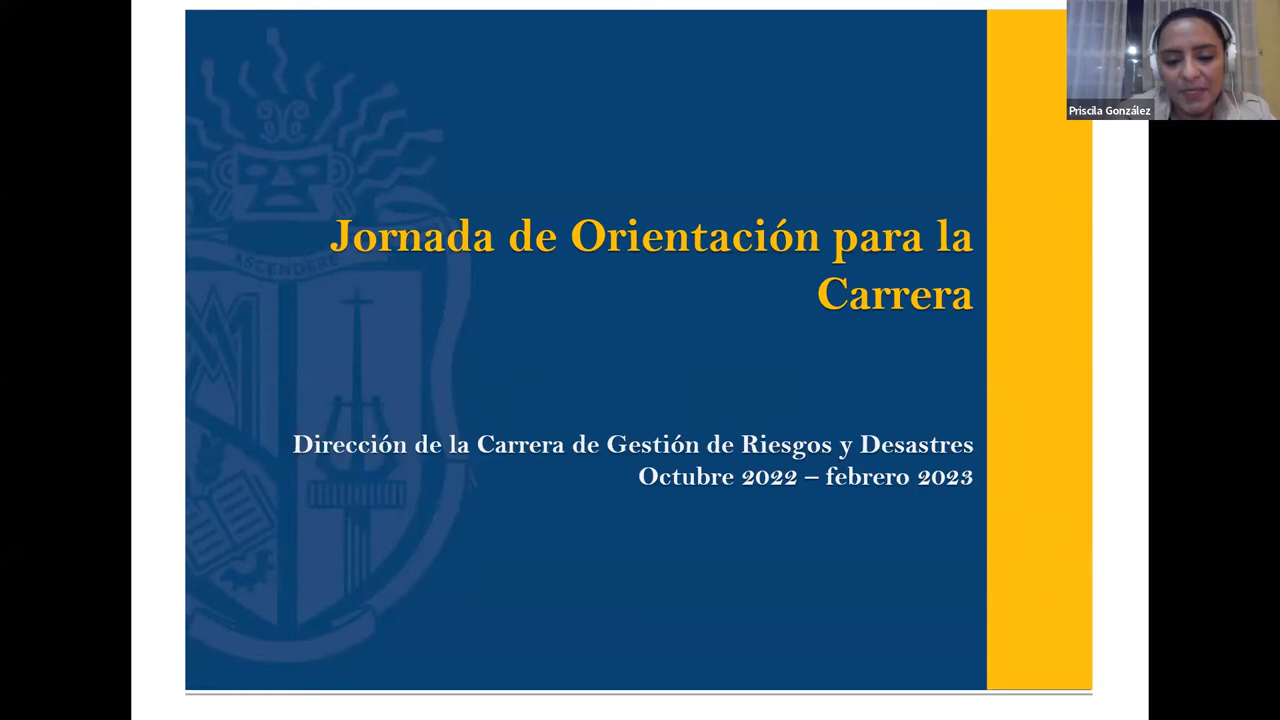 Priscila González
ASCENDERE
Jornada de Orientación para la
Carrera
Dirección de la Carrera de Gestión de Riesgos y Desastres
Octubre 2022 – febrero 2023